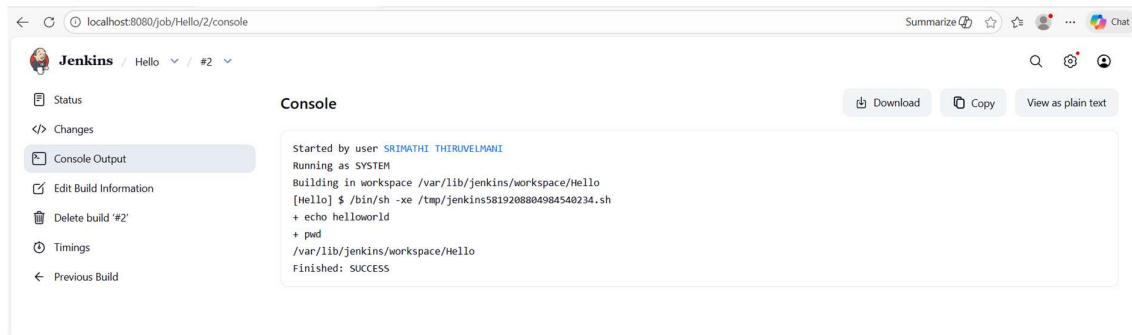 localhost:8080/job/Hello/2/console
Summarize
Chat
Jenkins / Hello / #2
Status
Changes
Console Output
Edit Build Information
Delete build '#2'
Timings
Previous Build
Console
Download
Copy
View as plain text
Started by user SRIMATHI THIRUVELMANI
Running as SYSTEM
Building in workspace /var/lib/jenkins/workspace/Hello
[Hello] $ /bin/sh -xe /tmp/jenkins5819208804984540234.sh
+ echo helloworld
+ pwd
/var/lib/jenkins/workspace/Hello
Finished: SUCCESS